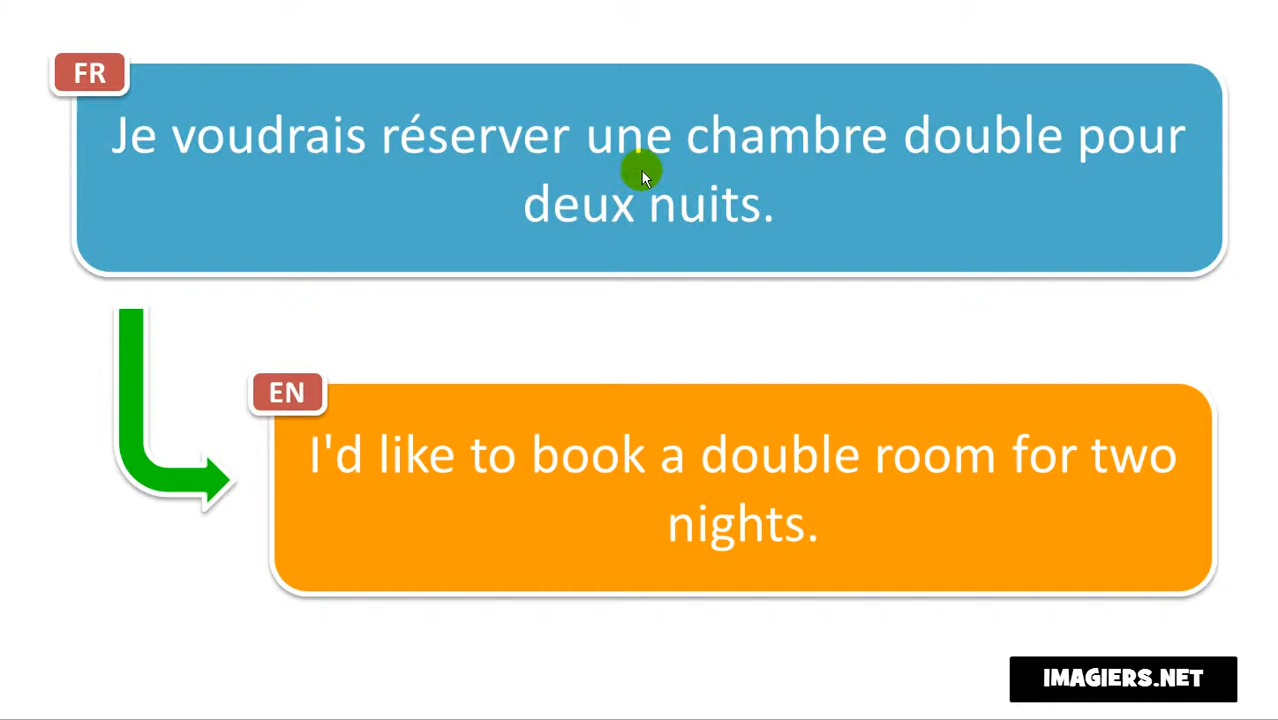 FR
Je voudrais réserver une chambre double pour
deux nuits.
EN
I'd like to book a double room for two
nights.
IMAGIERS.NET